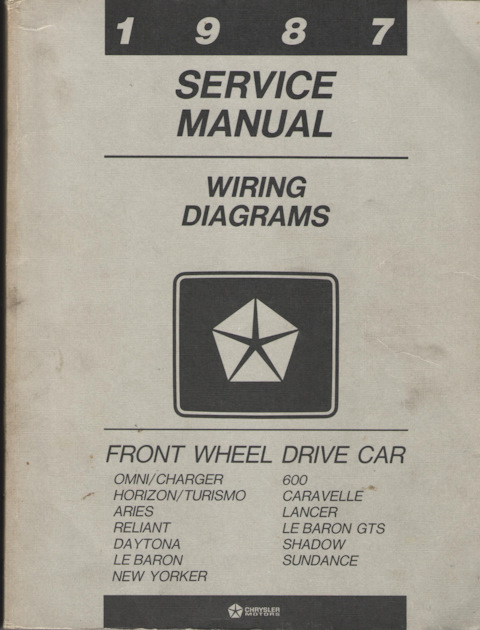 1 9 8 7
SERVICE
MANUAL
WIRING
DIAGRAMS
FRONT WHEEL DRIVE CAR
OMNI/CHARGER
HORIZON/TURISMO
ARIES
RELIANT
DAYTONA
LE BARON
NEW YORKER
600
CARAVELLE
LANCER
LE BARON GTS
SHADOW
SUNDANCE
CHRYSLER
MOTORS